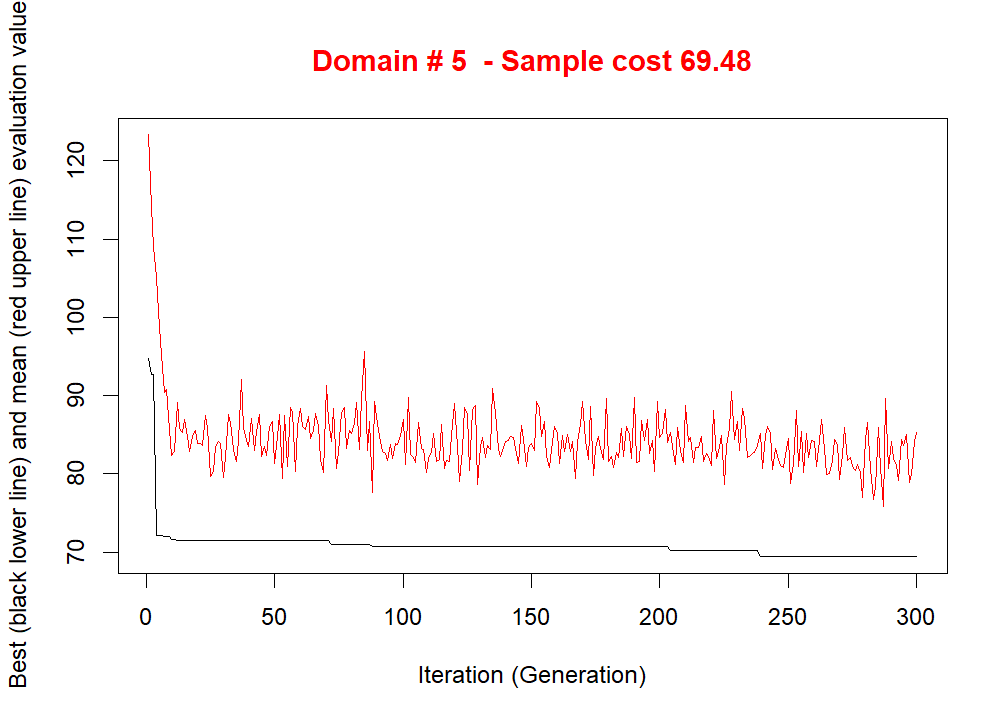 Domain # 5  - Sample cost 69.48
Best (black lower line) and mean (red upper line) evaluation value
120
110
100
90
80
70
0 50 100 150 200 250 300
Iteration (Generation)